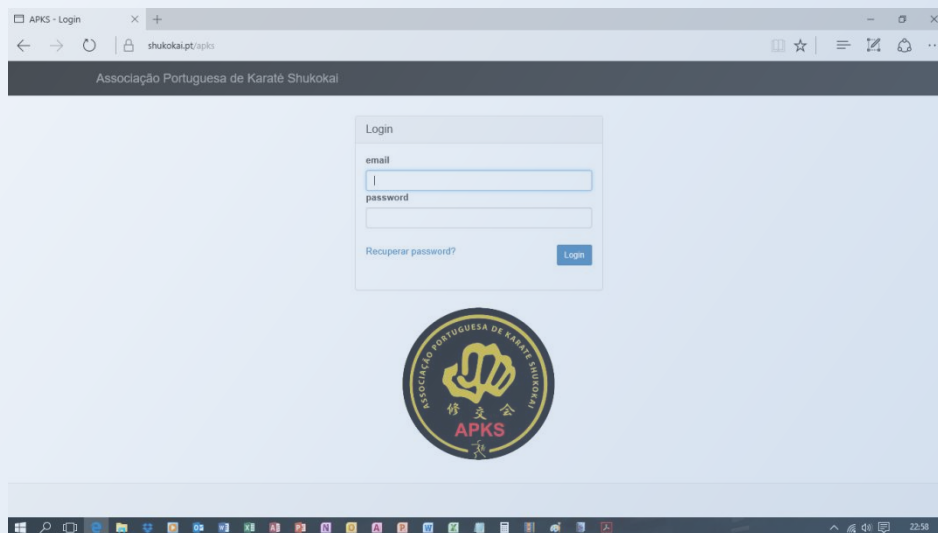 APKS - Login
shukokai.pt/apks
Associação Portuguesa de Karatè Shukokai
Login
email
password
Recuperar password?
Login
ASSOCIAÇÃO PORTUGUESA DE KARATE SHUKOKAI
修交会
APKS
22:58